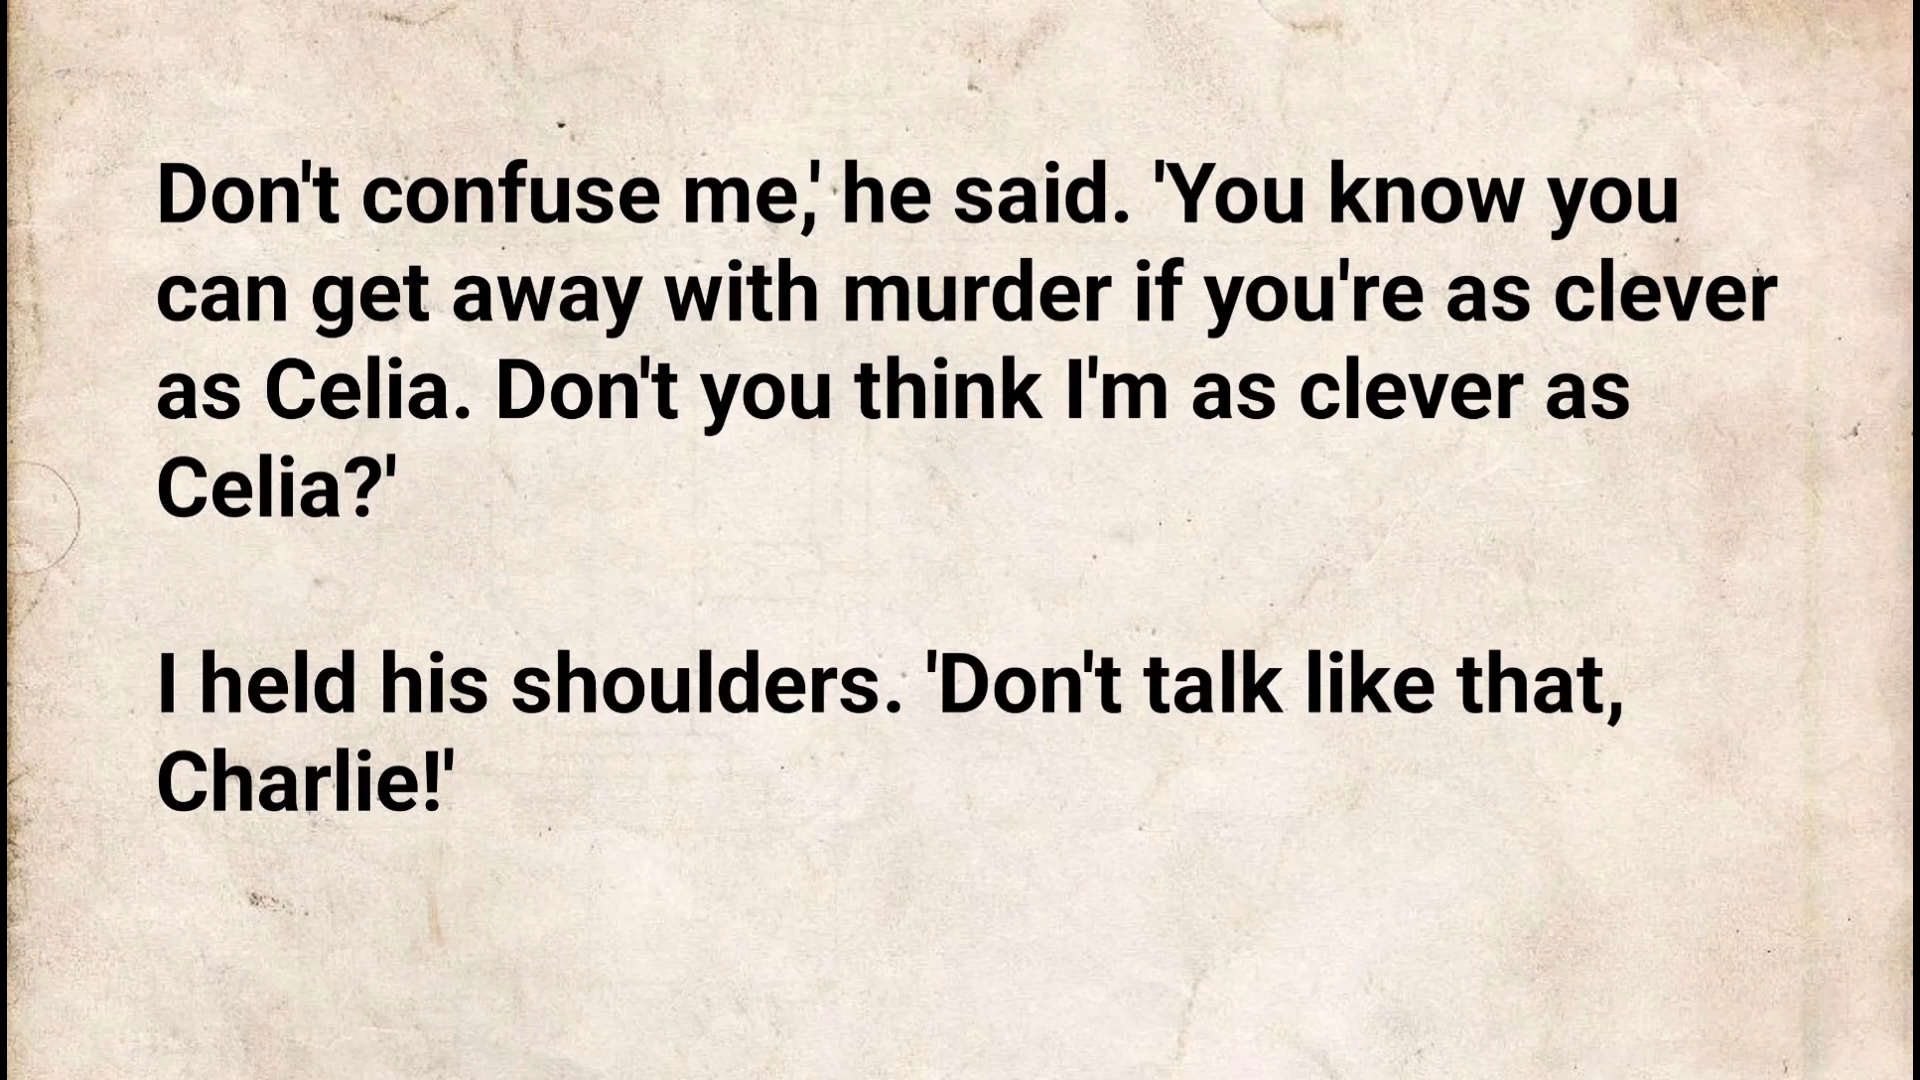 Don't confuse me,' he said. 'You know you
can get away with murder if you're as clever
as Celia. Don't you think I'm as clever as
Celia?'
I held his shoulders. 'Don't talk like that,
Charlie!'